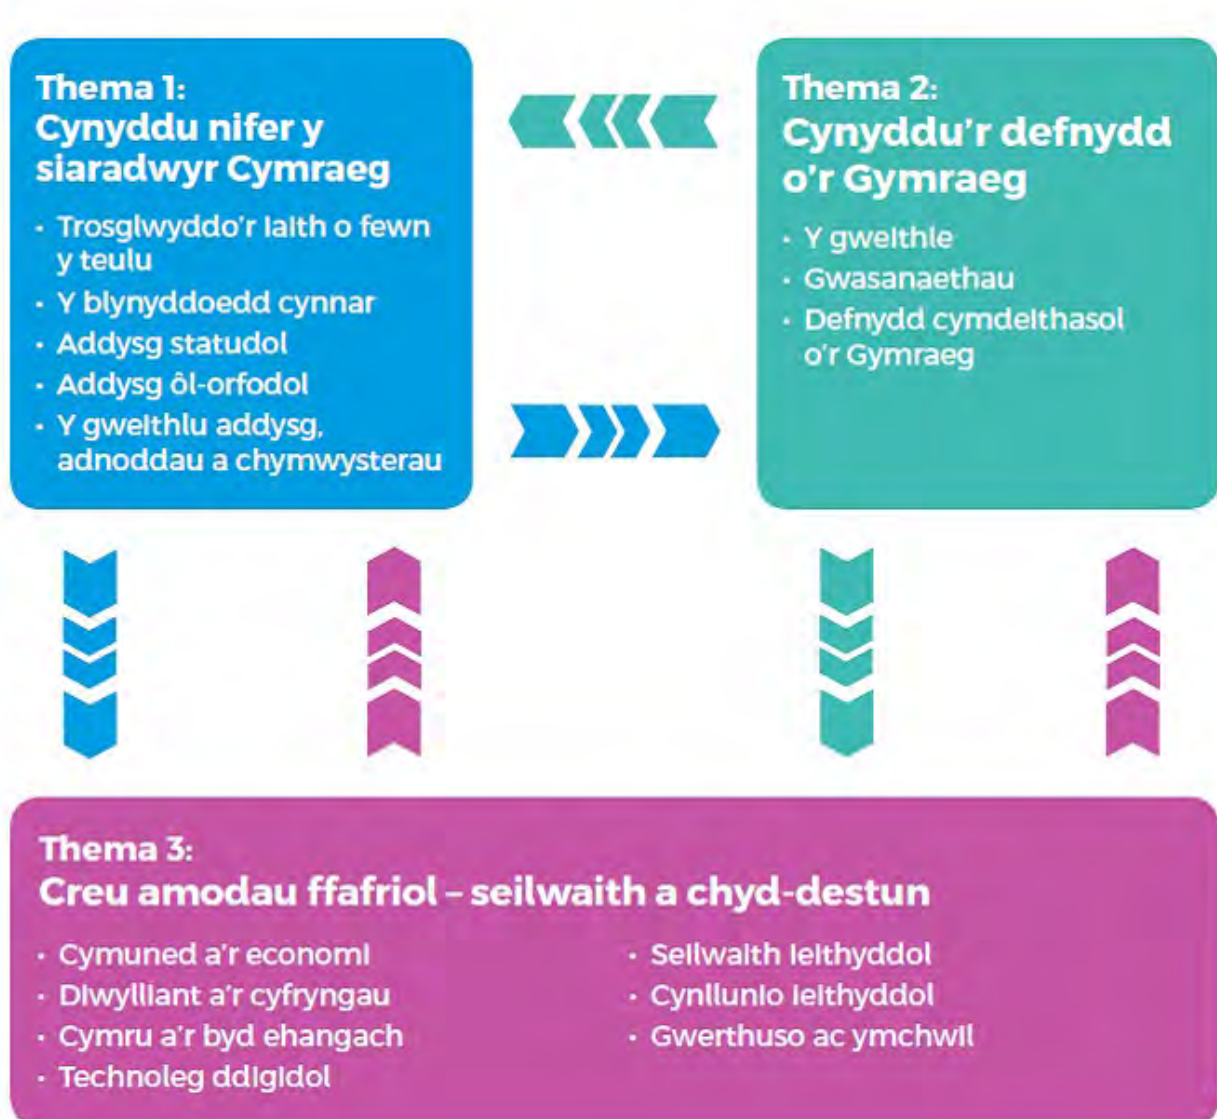 Thema 1:
Cynyddu nifer y
siaradwyr Cymraeg
· Trosglwyddo'r iaith o fewn
y teulu
· Y blynyddoedd cynnar
· Addysg statudol
· Addysg ôl-orfodol
· Y gweithlu addysg,
adnoddau a chymwysterau
Thema 2:
Cynyddu'r defnydd
o'r Gymraeg
· Y gweithle
· Gwasanaethau
· Defnydd cymdeithasol
o'r Gymraeg
Thema 3:
Creu amodau ffafriol – seilwaith a chyd-destun
· Cymuned a'r economi
· Diwylliant a'r cyfryngau
· Cymru a'r byd ehangach
· Technoleg ddigidol
· Seilwaith ieithyddol
· Cynllunio ieithyddol
· Gwerthuso ac ymchwil